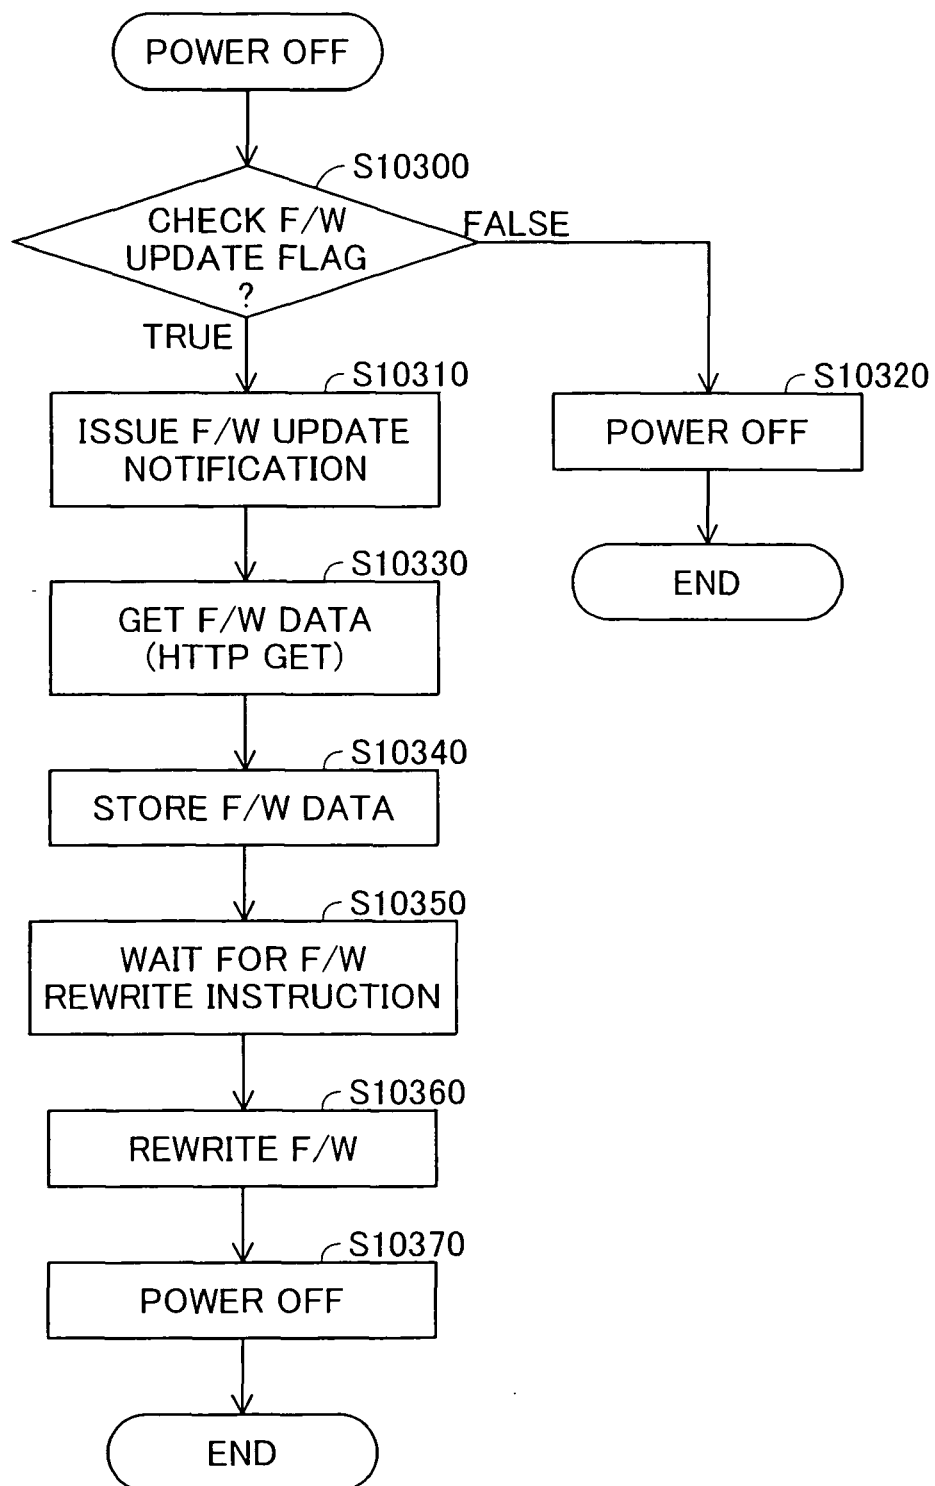 POWER OFF
S10300
CHECK F/W
UPDATE FLAG
?
FALSE
TRUE
S10310
ISSUE F/W UPDATE
NOTIFICATION
S10320
POWER OFF
END
S10330
GET F/W DATA
(HTTP GET)
S10340
STORE F/W DATA
S10350
WAIT FOR F/W
REWRITE INSTRUCTION
S10360
REWRITE F/W
S10370
POWER OFF
END